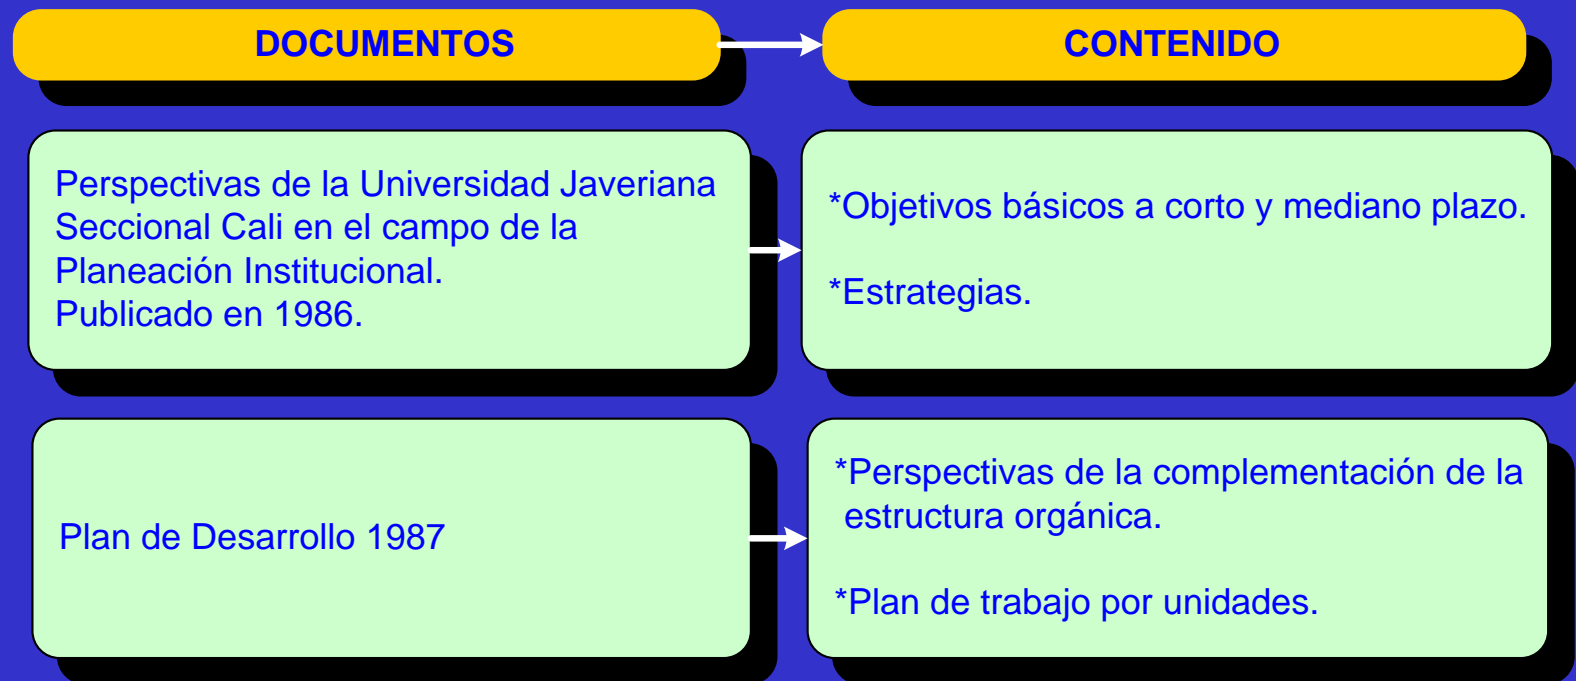 DOCUMENTOS
CONTENIDO
Perspectivas de la Universidad Javeriana
Seccional Cali en el campo de la
Planeación Institucional.
Publicado en 1986.
*Objetivos básicos a corto y mediano plazo.
*Estrategias.
Plan de Desarrollo 1987
*Perspectivas de la complementación de la
estructura orgánica.
*Plan de trabajo por unidades.